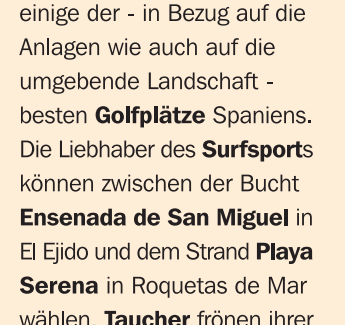 einige der - in Bezug auf die
Anlagen wie auch auf die
umgebende Landschaft -
besten Golfplätze Spaniens.
Die Liebhaber des Surfsports
können zwischen der Bucht
Ensenada de San Miguel in
El Ejido und dem Strand Playa
Serena in Roquetas de Mar
wählen. Taucher frönen ihrer